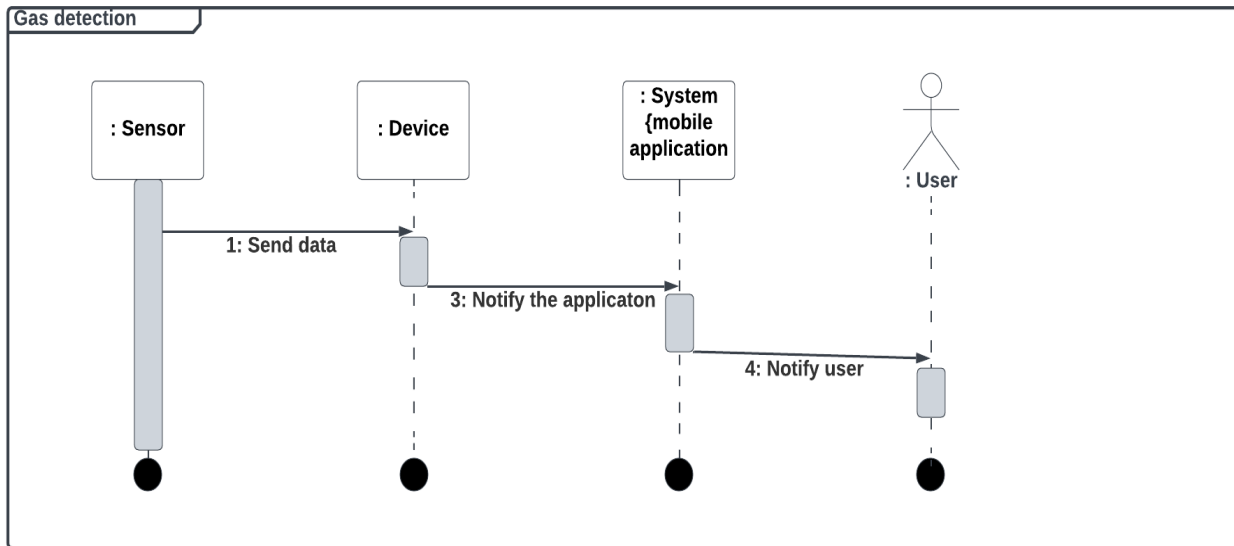 Gas detection
: Sensor
: Device
: System
{mobile
application
: User
1: Send data
3: Notify the applicaton
4: Notify user